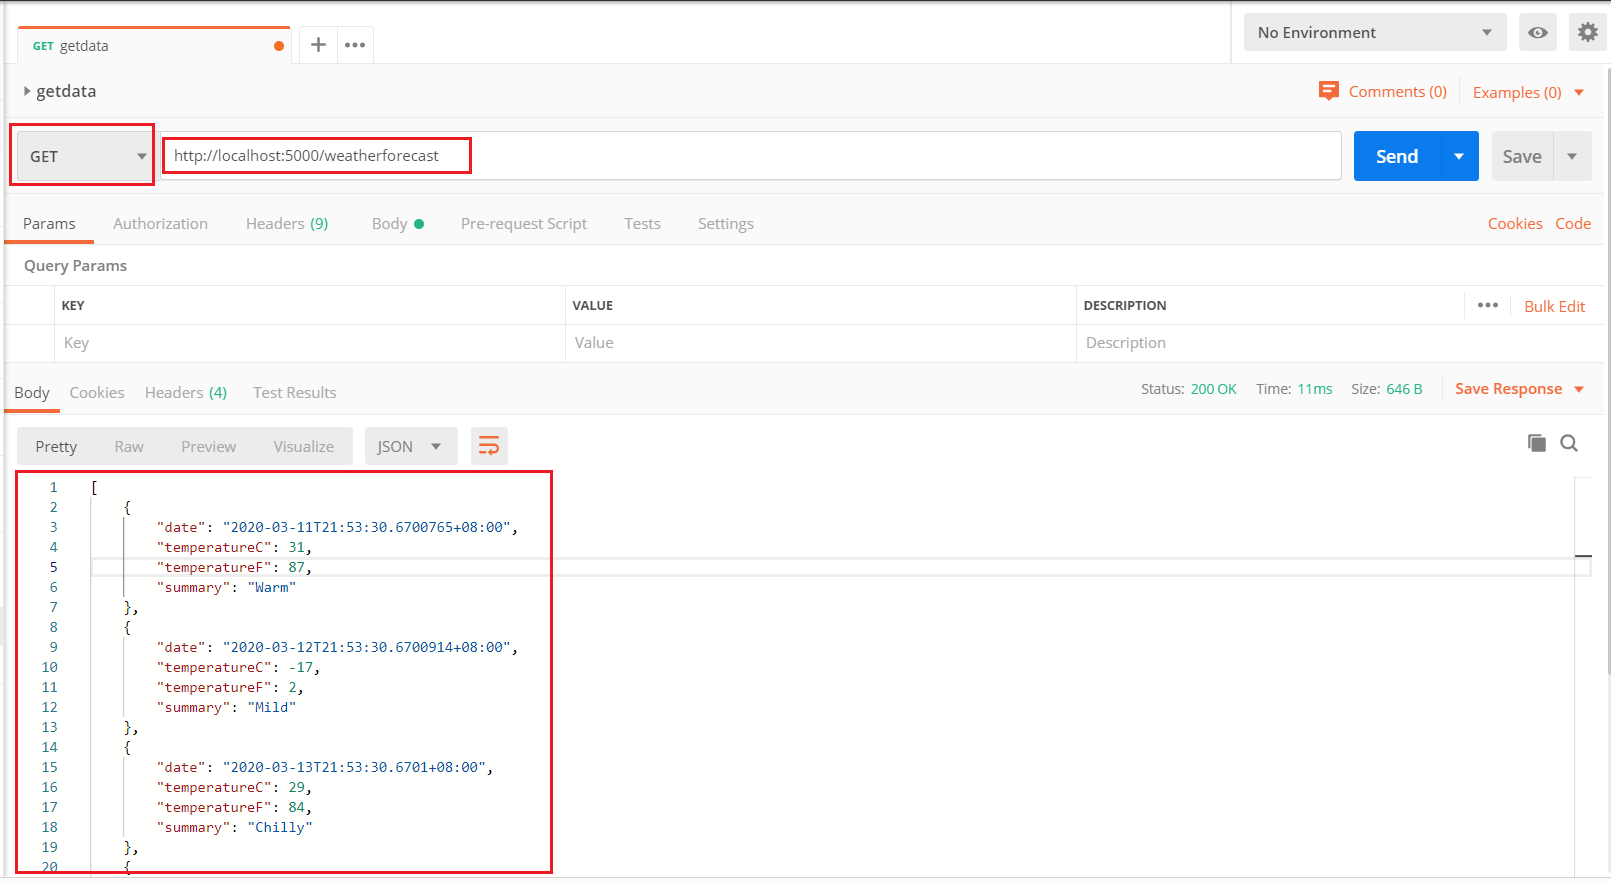 GET getdata
No Environment
getdata
Comments (0) Examples (0)
GET http://localhost:5000/weatherforecast Send Save
Params Authorization Headers (9) Body Pre-request Script Tests Settings Cookies Code
Query Params
KEY VALUE DESCRIPTION Bulk Edit
Key Value Description
Body Cookies Headers (4) Test Results Status: 200 OK Time: 11ms Size: 646 B Save Response
Pretty Raw Preview Visualize JSON
1 [
2 {
3 "date": "2020-03-11T21:53:30.6700765+08:00",
4 "temperatureC": 31,
5 "temperatureF": 87,
6 "summary": "Warm"
7 },
8 {
9 "date": "2020-03-12T21:53:30.6700914+08:00",
10 "temperatureC": -17,
11 "temperatureF": 2,
12 "summary": "Mild"
13 },
14 {
15 "date": "2020-03-13T21:53:30.6701+08:00",
16 "temperatureC": 29,
17 "temperatureF": 84,
18 "summary": "Chilly"
19 },
20 {